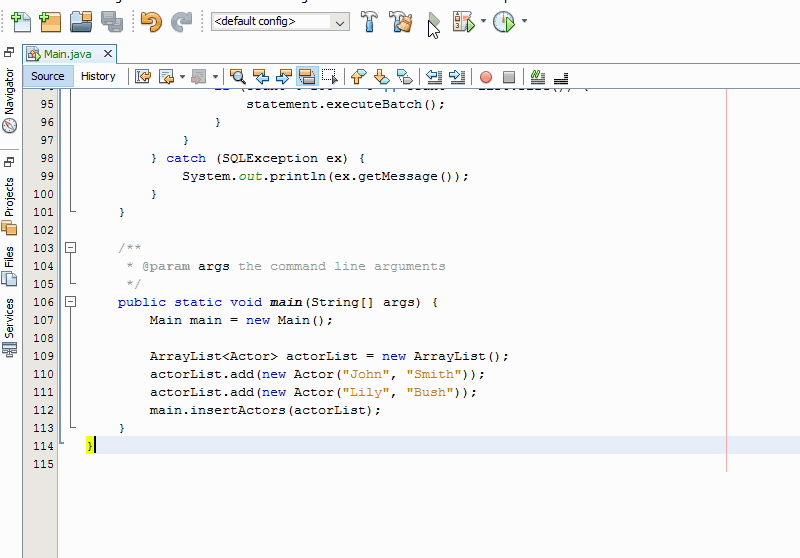 <default config>
Main.java
Source History
Navigator
Projects
Files
Services
95 statement.executeBatch();
96 }
97 }
98 } catch (SQLException ex) {
99 System.out.println(ex.getMessage());
100 }
101 }
102
103 /**
104 * @param args the command line arguments
105 */
106 public static void main(String[] args) {
107 Main main = new Main();
108
109 ArrayList<Actor> actorList = new ArrayList();
110 actorList.add(new Actor("John", "Smith"));
111 actorList.add(new Actor("Lily", "Bush"));
112 main.insertActors(actorList);
113 }
114 }
115